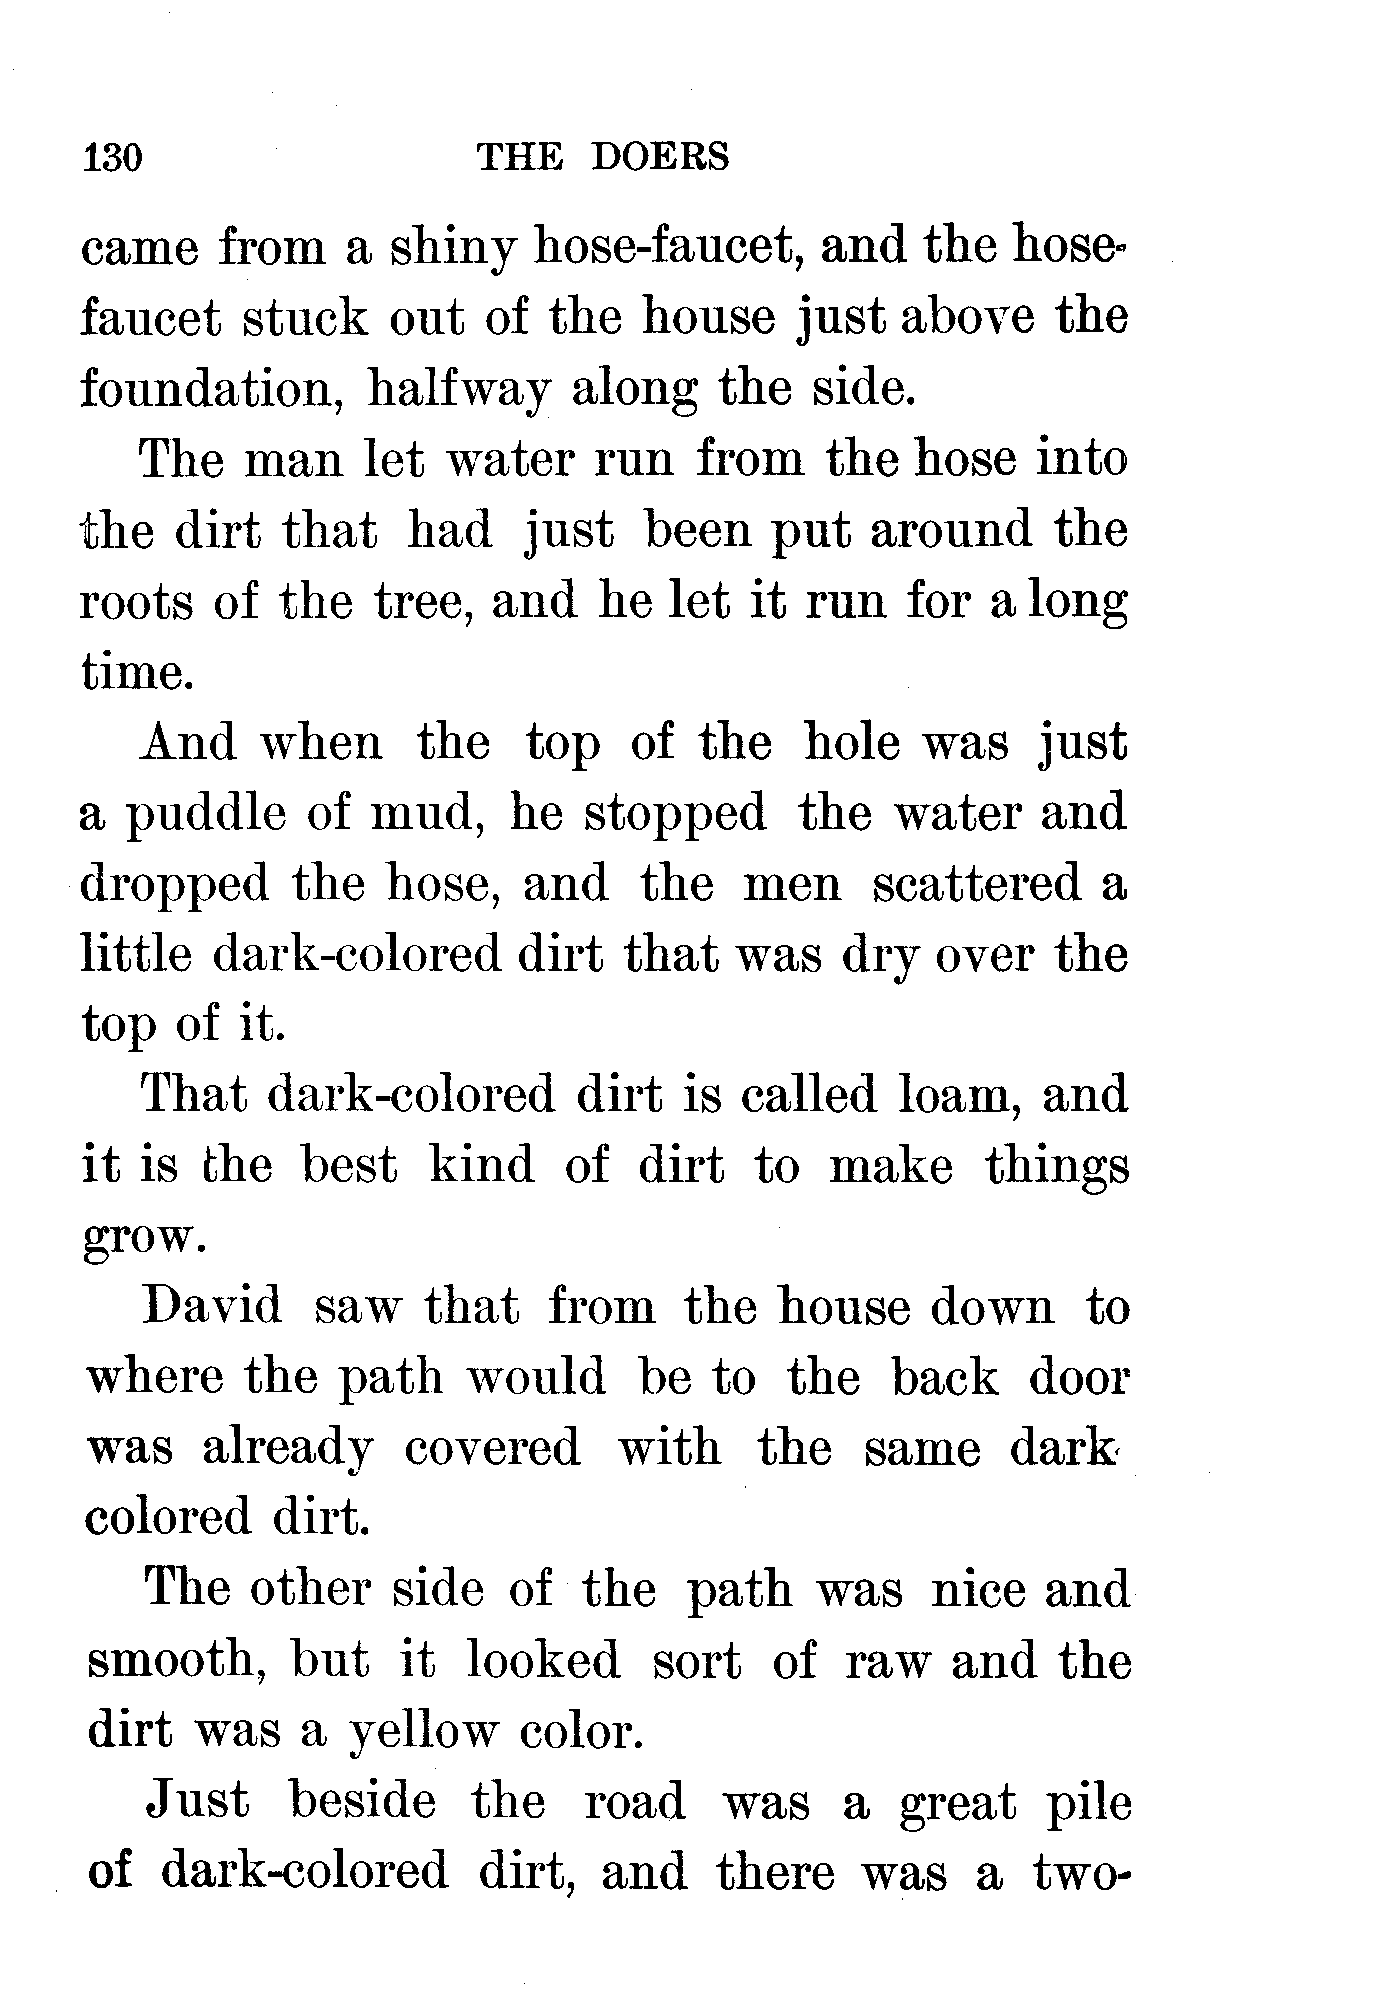 130 THE DOERS
came from a shiny hose-faucet, and the hose-
faucet stuck out of the house just above the
foundation, halfway along the side.
The man let water run from the hose into
the dirt that had just been put around the
roots of the tree, and he let it run for a long
time.
And when the top of the hole was just
a puddle of mud, he stopped the water and
dropped the hose, and the men scattered a
little dark-colored dirt that was dry over the
top of it.
That dark-colored dirt is called loam, and
it is the best kind of dirt to make things
grow.
David saw that from the house down to
where the path would be to the back door
was already covered with the same dark-
colored dirt.
The other side of the path was nice and
smooth, but it looked sort of raw and the
dirt was a yellow color.
Just beside the road was a great pile
of dark-colored dirt, and there was a two-